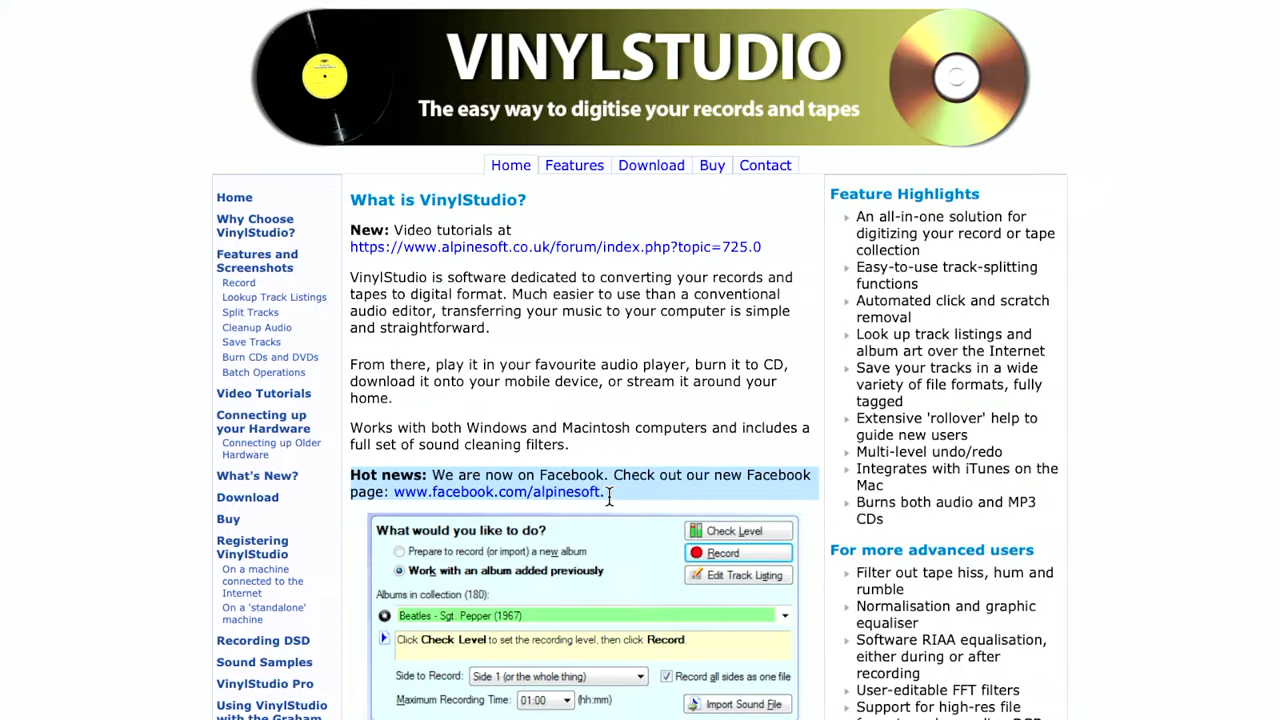 VINYLSTUDIO
The easy way to digitise your records and tapes
Home
Features
Download
Buy
Contact
Home
Why Choose
VinylStudio?
Features and
Screenshots
Record
Lookup Track Listings
Split Tracks
Cleanup Audio
Save Tracks
Burn CDs and DVDs
Batch Operations
Video Tutorials
Connecting up
your Hardware
Connecting up Older
Hardware
What's New?
Download
Buy
Registering
VinylStudio
On a machine
connected to the
Internet
On a 'standalone'
machine
Recording DSD
Sound Samples
VinylStudio Pro
Using VinylStudio
with the Graham
What is VinylStudio?
New: Video tutorials at
https://www.alpinesoft.co.uk/forum/index.php?topic=725.0
VinylStudio is software dedicated to converting your records and
tapes to digital format. Much easier to use than a conventional
audio editor, transferring your music to your computer is simple
and straightforward.
From there, play it in your favourite audio player, burn it to CD,
download it onto your mobile device, or stream it around your
home.
Works with both Windows and Macintosh computers and includes a
full set of sound cleaning filters.
Hot news: We are now on Facebook. Check out our new Facebook
page: www.facebook.com/alpinesoft.
What would you like to do?
Prepare to record (or import) a new album
Work with an album added previously
Albums in collection (180):
Beatles - Sgt. Pepper (1967)
Click Check Level to set the recording level, then click Record.
Side to Record: Side 1 (or the whole thing)
Record all sides as one file
Maximum Recording Time: 01:00 (hh:mm)
Check Level
Record
Edit Track Listing
Import Sound File
Feature Highlights
An all-in-one solution for
digitizing your record or tape
collection
Easy-to-use track-splitting
functions
Automated click and scratch
removal
Look up track listings and
album art over the Internet
Save your tracks in a wide
variety of file formats, fully
tagged
Extensive 'rollover' help to
guide new users
Multi-level undo/redo
Integrates with iTunes on the
Mac
Burns both audio and MP3
CDs
For more advanced users
Filter out tape hiss, hum and
rumble
Normalisation and graphic
equaliser
Software RIAA equalisation,
either during or after
recording
User-editable FFT filters
Support for high-res file